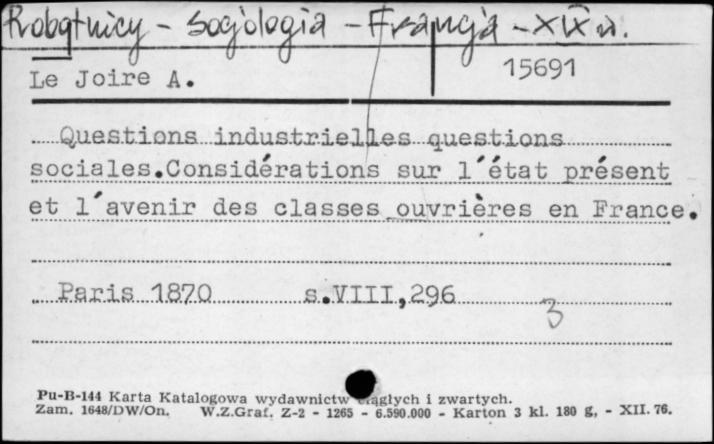 Robotnicy - socjologia - Francja - XIX w.
15691
Le Joire A.
Questions industrielles questions
sociales.Considérations sur l'état présent
et l'avenir des classes ouvrières en France.
Paris 1870 s.VIII,296
3
Pu-B-144 Karta Katalogowa wydawnictw ciągłych i zwartych.
Zam. 1648/DW/On. W.Z.Graf. Z-2 - 1265 - 6.590.000 - Karton 3 kl. 180 g, - XII. 76.